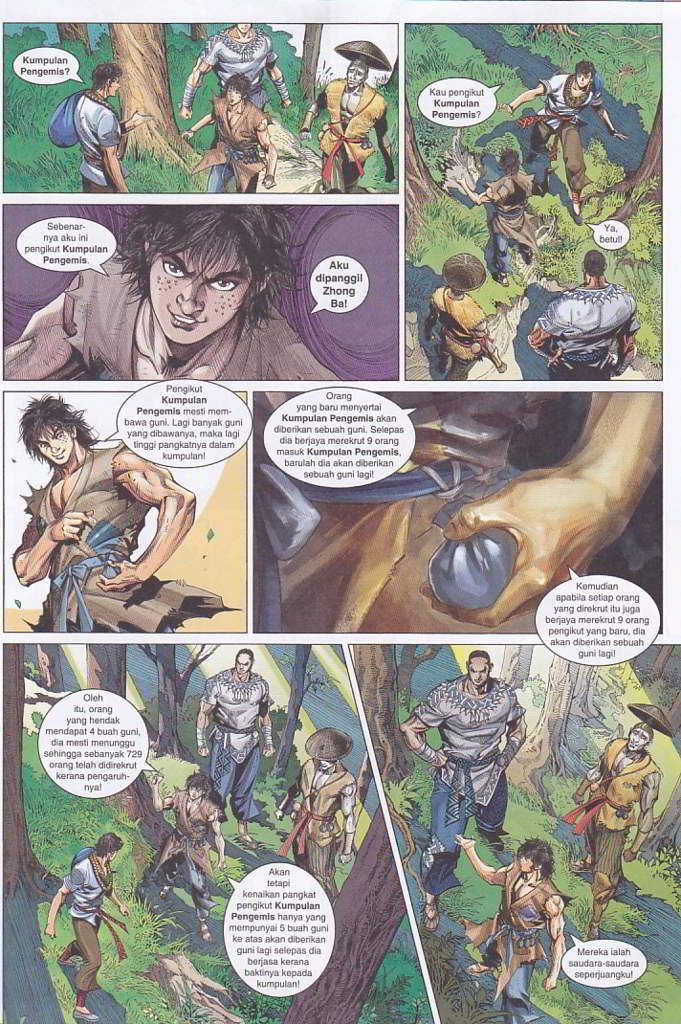 Kumpulan
Pengemis?
Kau pengikut
Kumpulan
Pengemis?
Ya,
betul!
Sebenar-
nya aku ini
pengikut Kumpulan
Pengemis.
Aku
dipanggil
Zhong
Ba!
Pengikut
Kumpulan
Pengemis mesti mem-
bawa guni. Lagi banyak guni
yang dibawanya, maka lagi
tinggi pangkatnya dalam
kumpulan!
Orang
yang baru menyertai
Kumpulan Pengemis akan
diberikan sebuah guni. Selepas
dia berjaya merekrut 9 orang
masuk Kumpulan Pengemis,
barulah dia akan diberikan
sebuah guni lagi!
Kemudian
apabila setiap orang
yang direkrut itu juga
berjaya merekrut 9 orang
pengikut yang baru, dia
akan diberikan sebuah
guni lagi!
Oleh
itu, orang
yang hendak
mendapat 4 buah guni,
dia mesti menunggu
sehingga sebanyak 729
orang telah didirekrut
kerana pengaruh-
nya!
Akan
tetapi
kenaikan pangkat
pengikut Kumpulan
Pengemis hanya yang
mempunyai 5 buah guni
ke atas akan diberikan
guni lagi selepas dia
berjasa kerana
baktinya kepada
kumpulan!
Mereka ialah
saudara-saudara
seperjuangku!